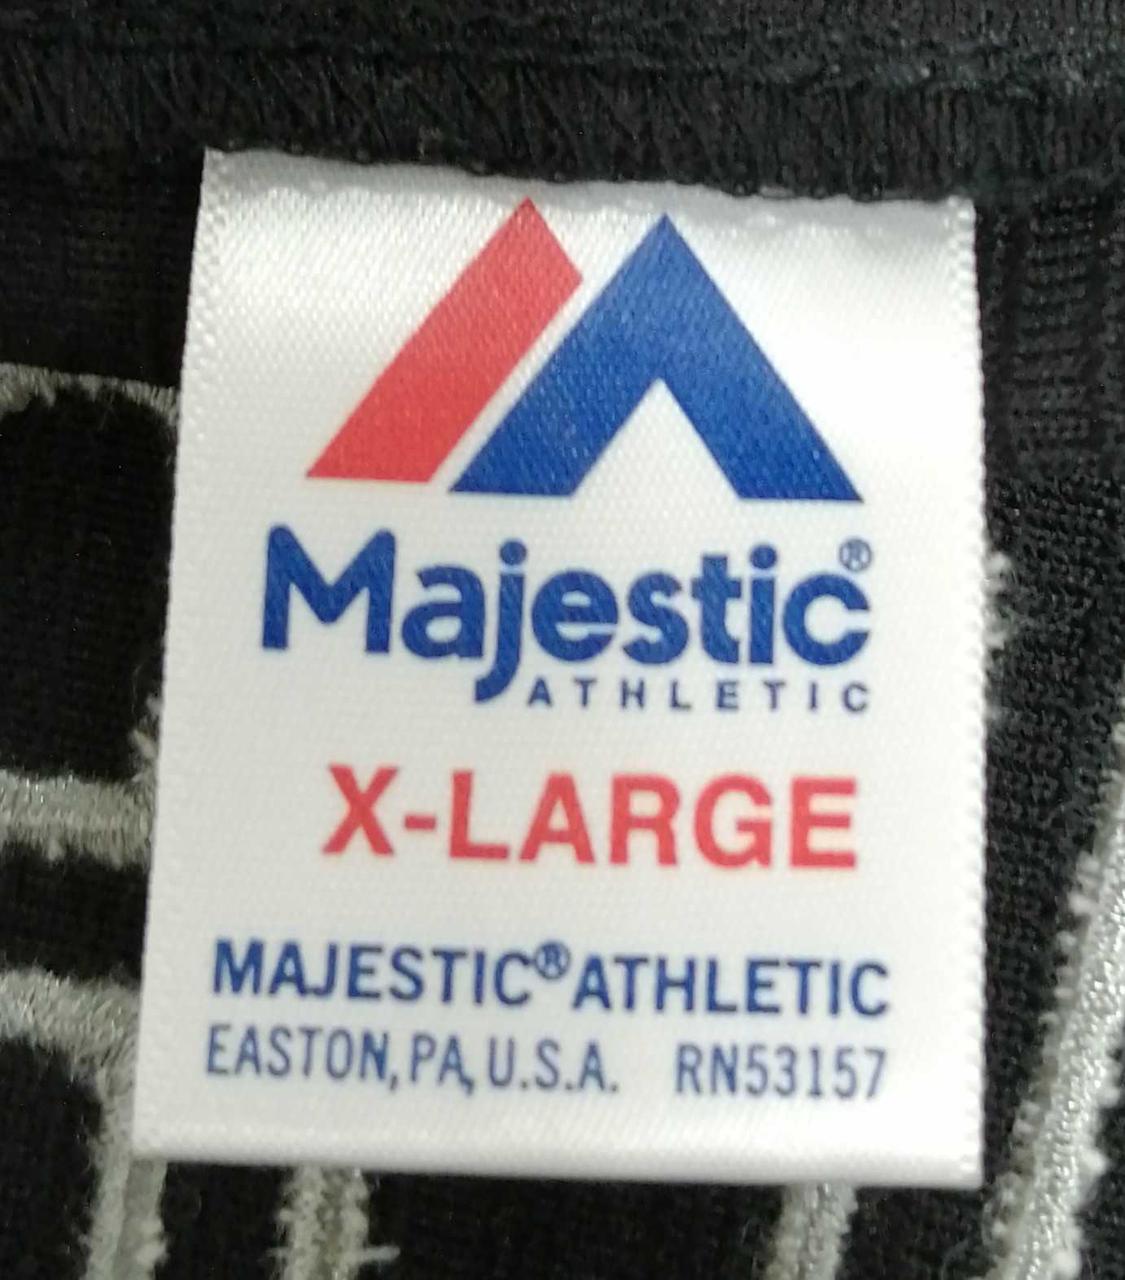 Majestic®
ATHLETIC
X-LARGE
MAJESTIC®ATHLETIC
EASTON, PA, U.S.A. RN53157